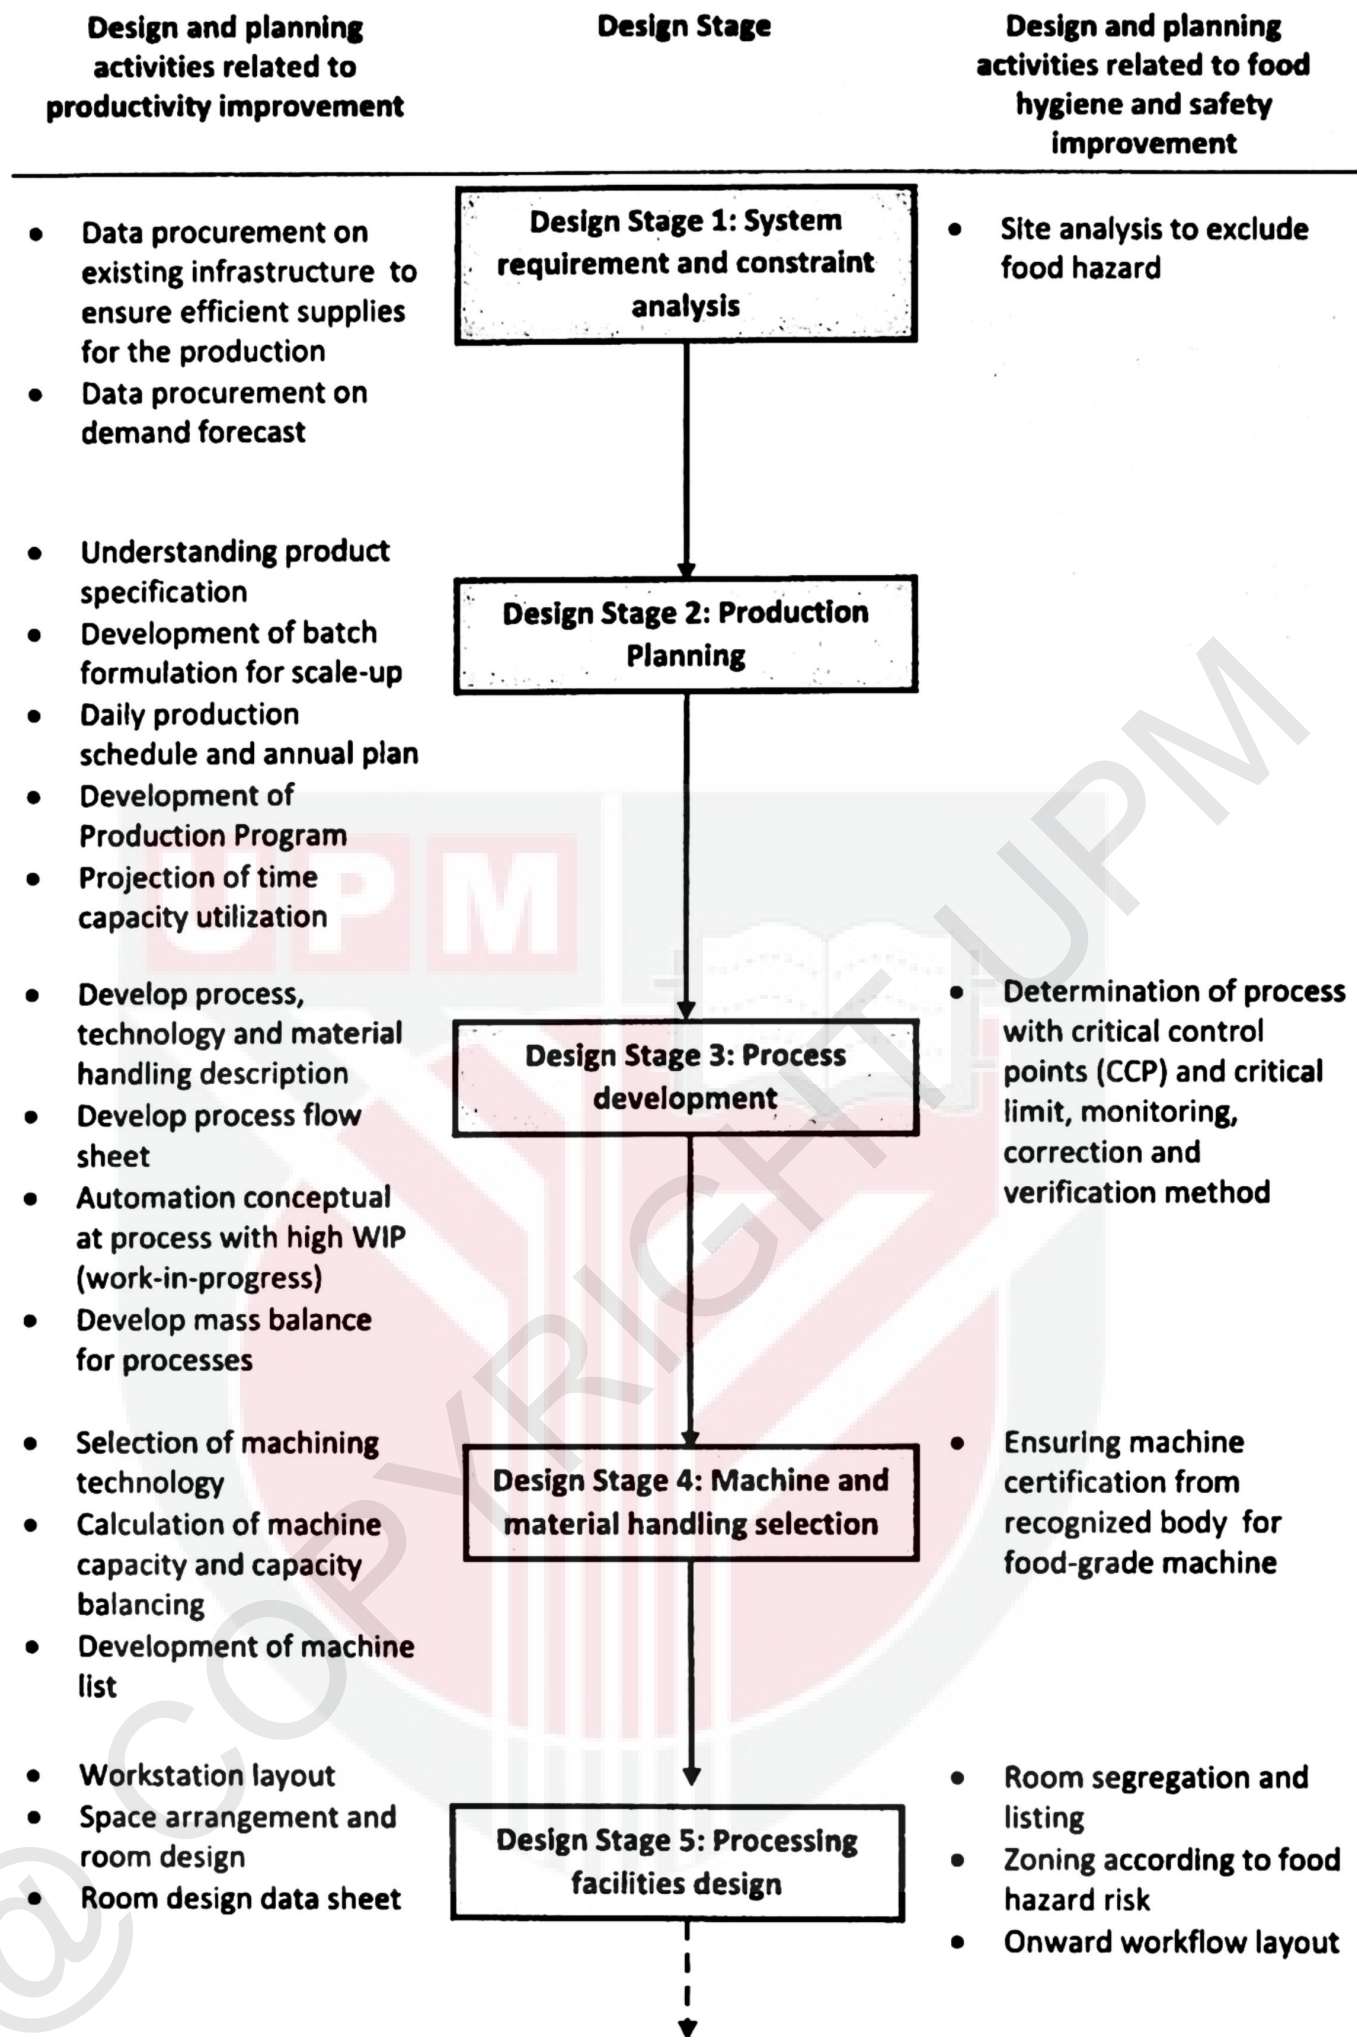 Design and planning
activities related to
productivity improvement
Design Stage
Design and planning
activities related to food
hygiene and safety
improvement
• Data procurement on
existing infrastructure to
ensure efficient supplies
for the production
• Data procurement on
demand forecast
Design Stage 1: System
requirement and constraint
analysis
• Site analysis to exclude
food hazard
• Understanding product
specification
• Development of batch
formulation for scale-up
• Daily production
schedule and annual plan
• Development of
Production Program
• Projection of time
capacity utilization
Design Stage 2: Production
Planning
• Develop process,
technology and material
handling description
• Develop process flow
sheet
• Automation conceptual
at process with high WIP
(work-in-progress)
• Develop mass balance
for processes
Design Stage 3: Process
development
• Determination of process
with critical control
points (CCP) and critical
limit, monitoring,
correction and
verification method
• Selection of machining
technology
• Calculation of machine
capacity and capacity
balancing
• Development of machine
list
Design Stage 4: Machine and
material handling selection
• Ensuring machine
certification from
recognized body for
food-grade machine
• Workstation layout
• Space arrangement and
room design
• Room design data sheet
Design Stage 5: Processing
facilities design
• Room segregation and
listing
• Zoning according to food
hazard risk
• Onward workflow layout
UPM
@ COPYRIGHT UPM